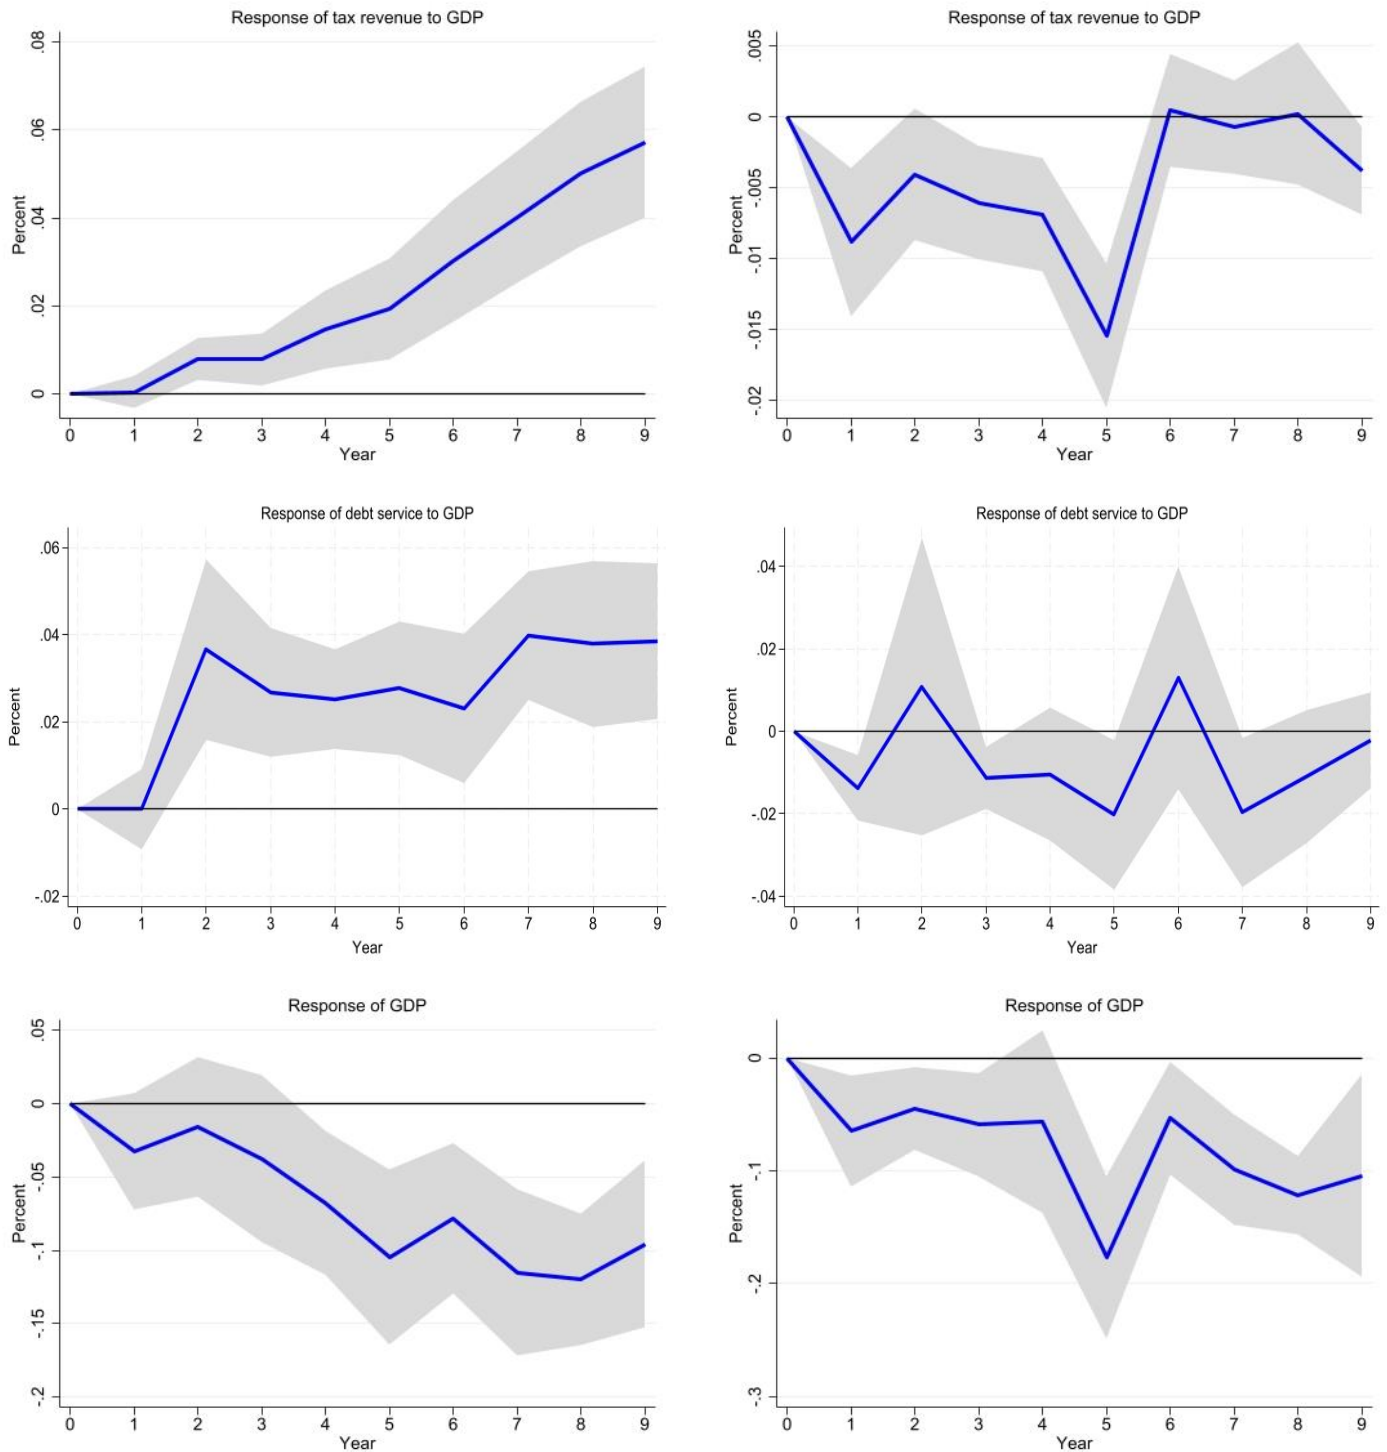 Response of tax revenue to GDP
.08
.06
.04
.02
0
Percent
0 1 2 3 4 5 6 7 8 9
Year
Response of tax revenue to GDP
.005
0
-.005
-.01
-.015
-.02
Percent
0 1 2 3 4 5 6 7 8 9
Year
Response of debt service to GDP
.06
.04
.02
0
-.02
Percent
0 1 2 3 4 5 6 7 8 9
Year
Response of debt service to GDP
.04
.02
0
-.02
-.04
Percent
0 1 2 3 4 5 6 7 8 9
Year
Response of GDP
.05
0
-.05
-.1
-.15
-.2
Percent
0 1 2 3 4 5 6 7 8 9
Year
Response of GDP
0
-.1
-.2
-.3
Percent
0 1 2 3 4 5 6 7 8 9
Year